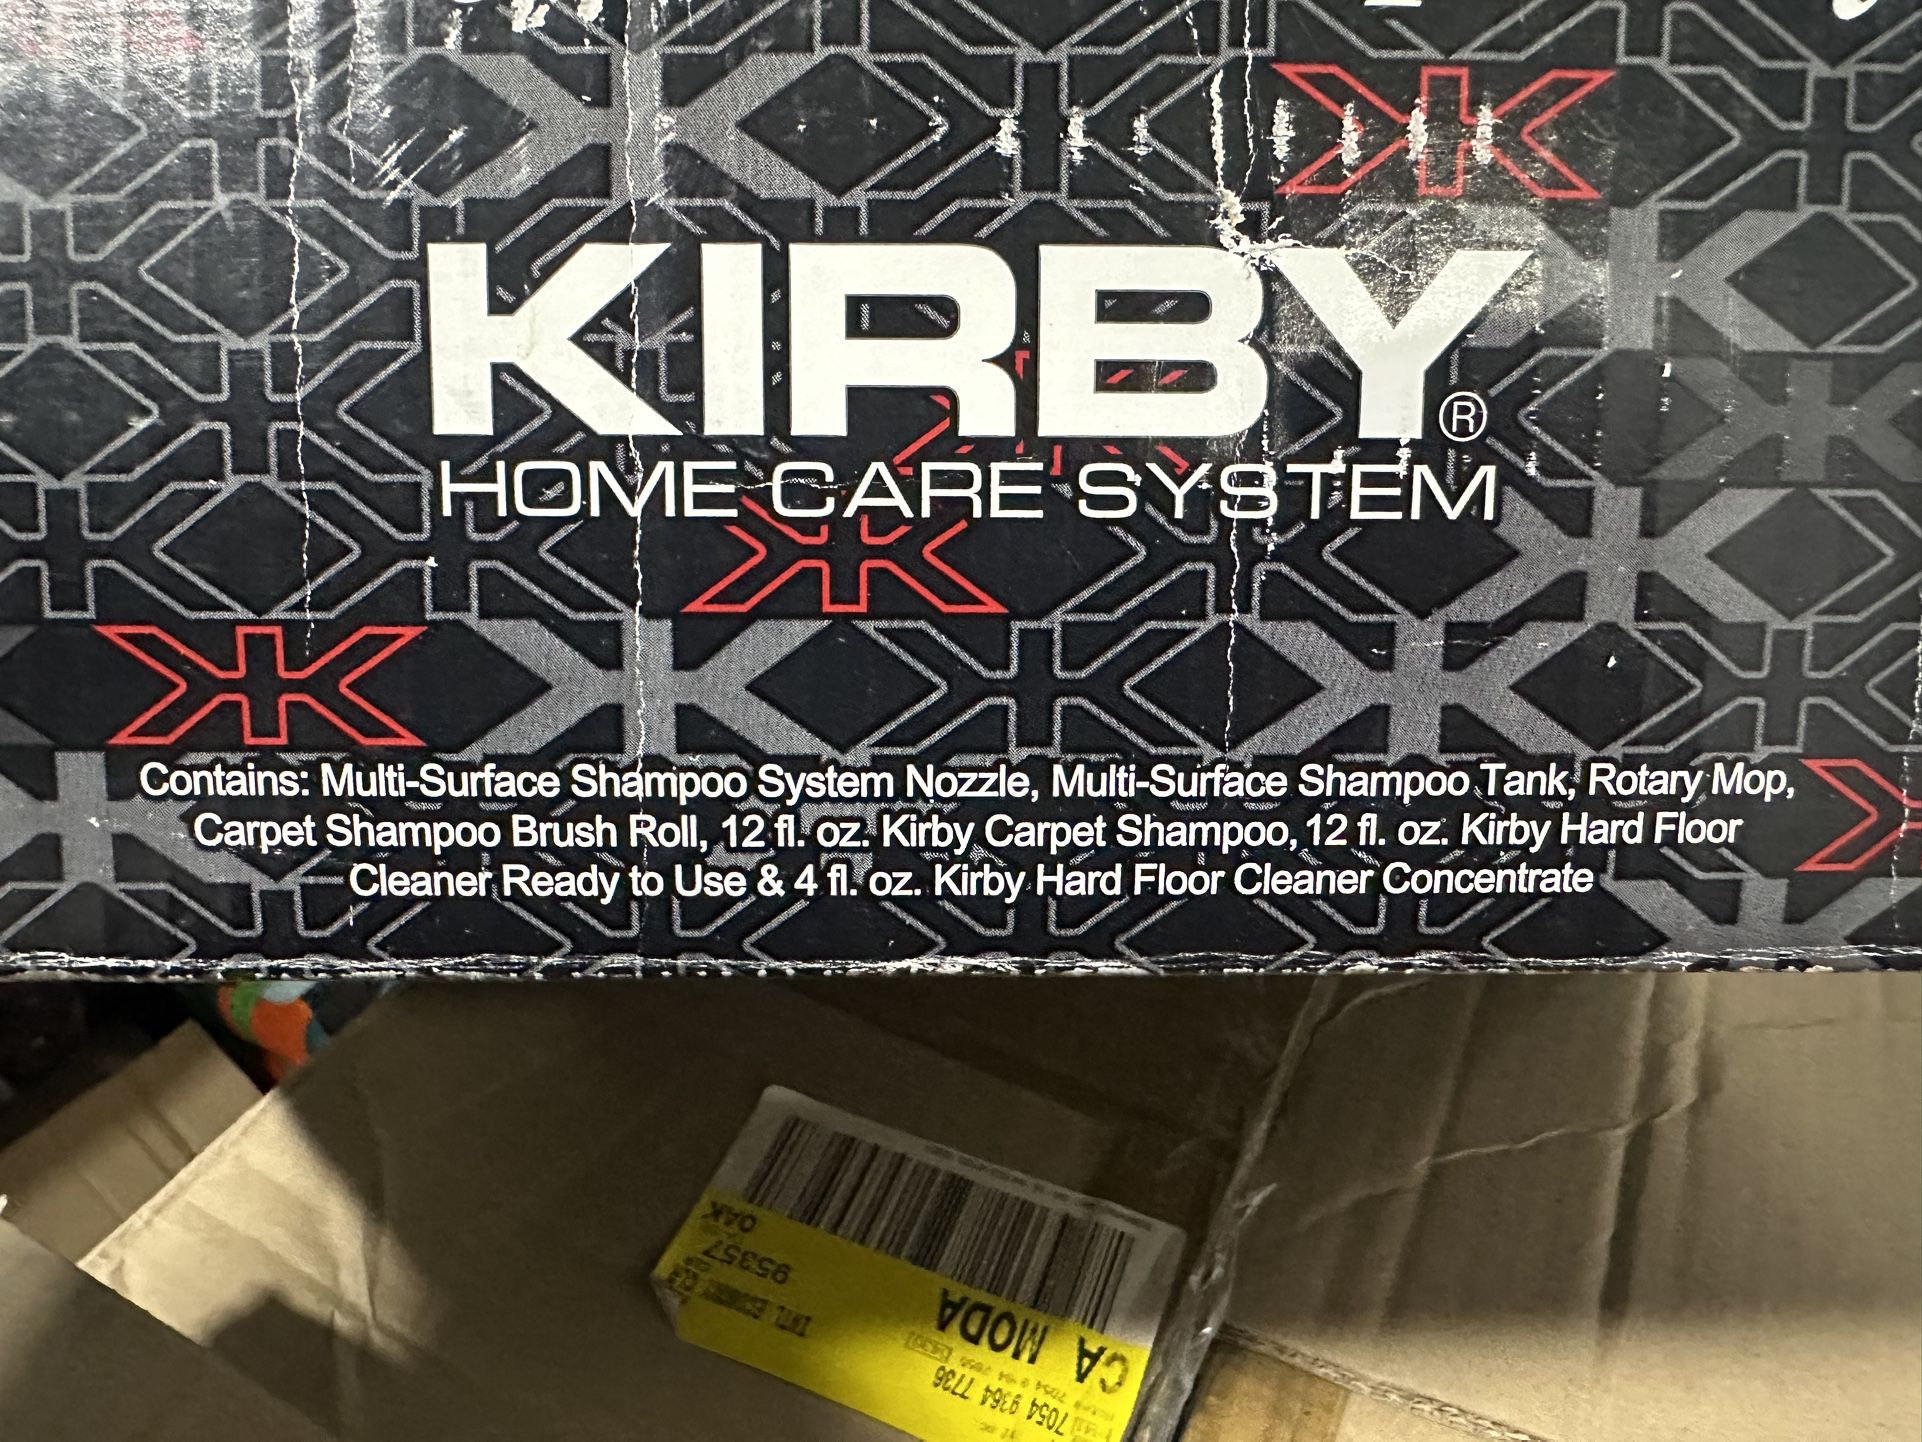 KIRBY®
HOME CARE SYSTEM
Contains: Multi-Surface Shampoo System Nozzle, Multi-Surface Shampoo Tank, Rotary Mop,
Carpet Shampoo Brush Roll, 12 fl. oz. Kirby Carpet Shampoo, 12 fl. oz. Kirby Hard Floor
Cleaner Ready to Use & 4 fl. oz. Kirby Hard Floor Cleaner Concentrate
CA MODA
95357
OAK
7054 9364 7736